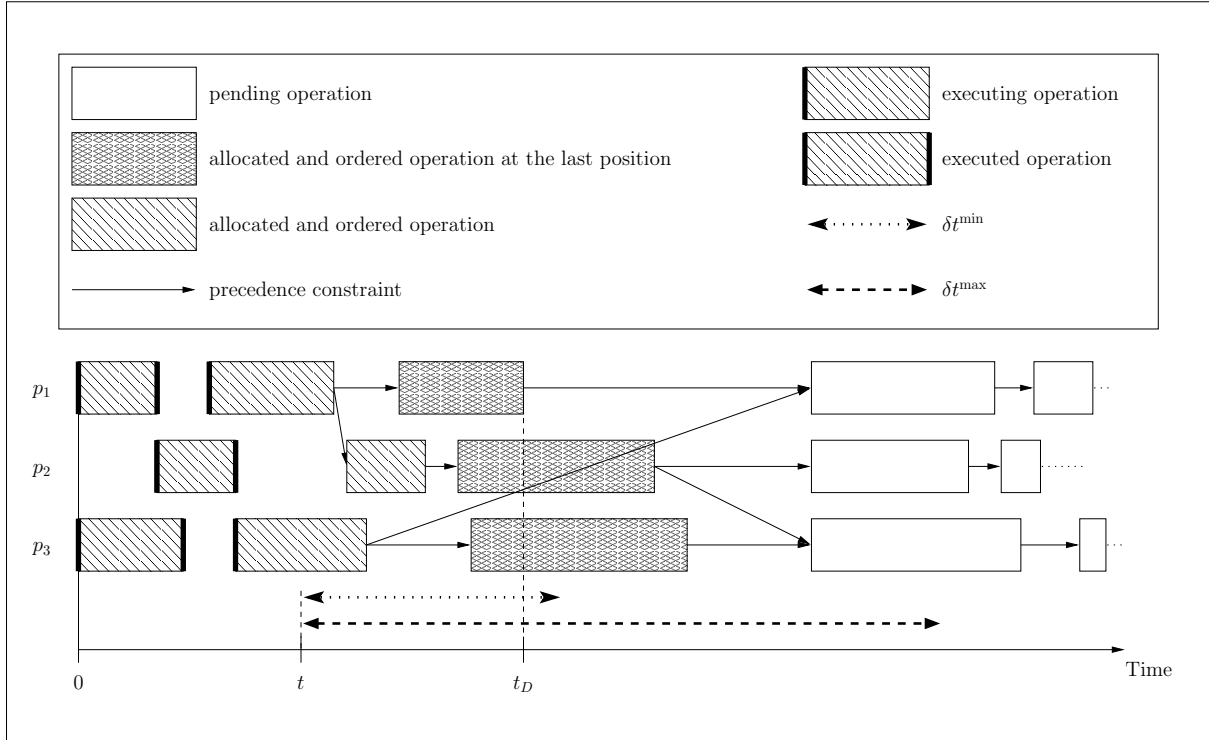 pending operation
executing operation
allocated and ordered operation at the last position
executed operation
allocated and ordered operation
δt^min
precedence constraint
δt^max
p₁
p₂
p₃
Time
0
t
t_D